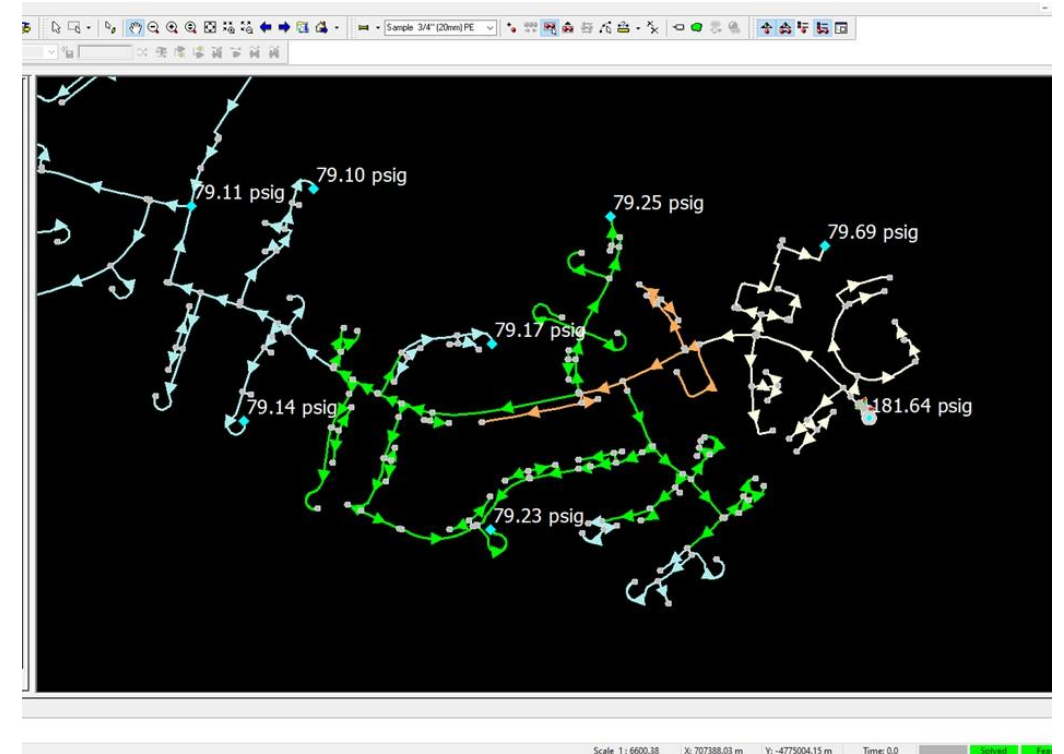 Sample 3/4" (20mm) PE
79.10 psig
79.11 psig
79.25 psig
79.69 psig
79.17 psig
79.14 psig
181.64 psig
79.23 psig
Scale 1 : 6600.38 X: 707388.03 m Y: -4775004.15 m Time: 0.0 Solved